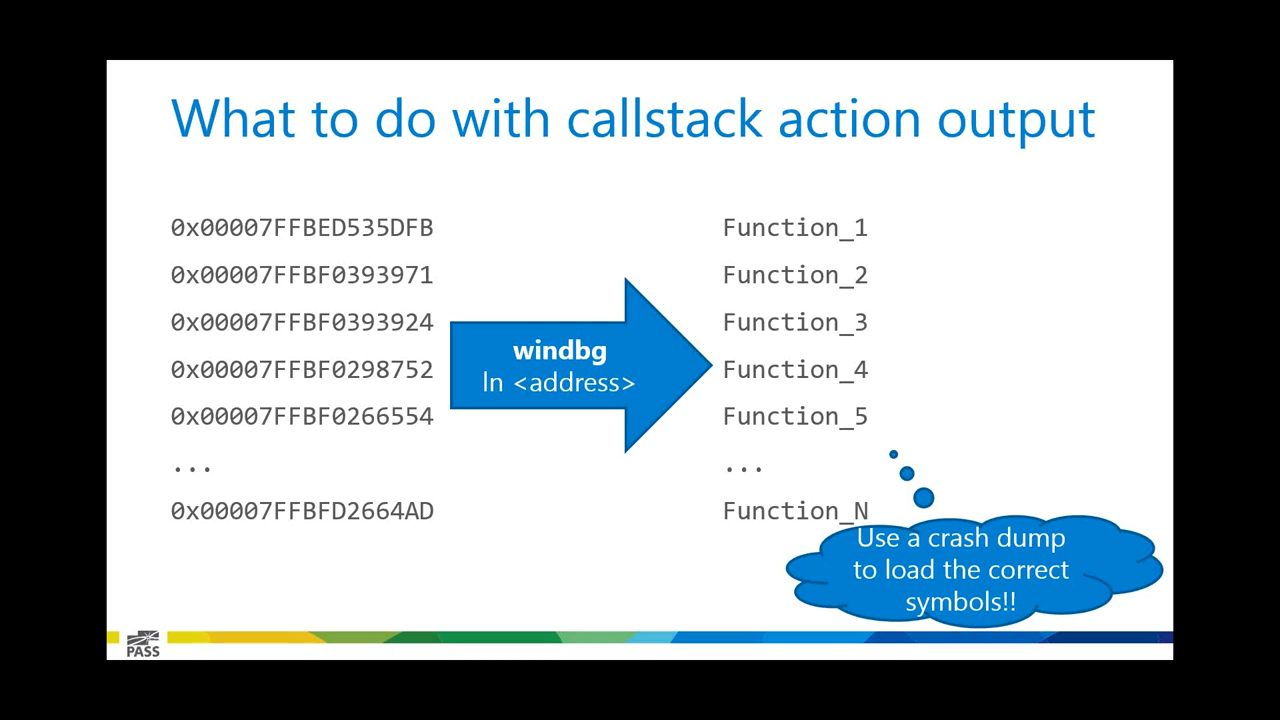 What to do with callstack action output
0x00007FFBED535DFB
0x00007FFBF0393971
0x00007FFBF0393924
0x00007FFBF0298752
0x00007FFBF0266554
...
0x00007FFBFD2664AD
windbg
ln <address>
Function_1
Function_2
Function_3
Function_4
Function_5
...
Function_N
Use a crash dump
to load the correct
symbols!!
PASS